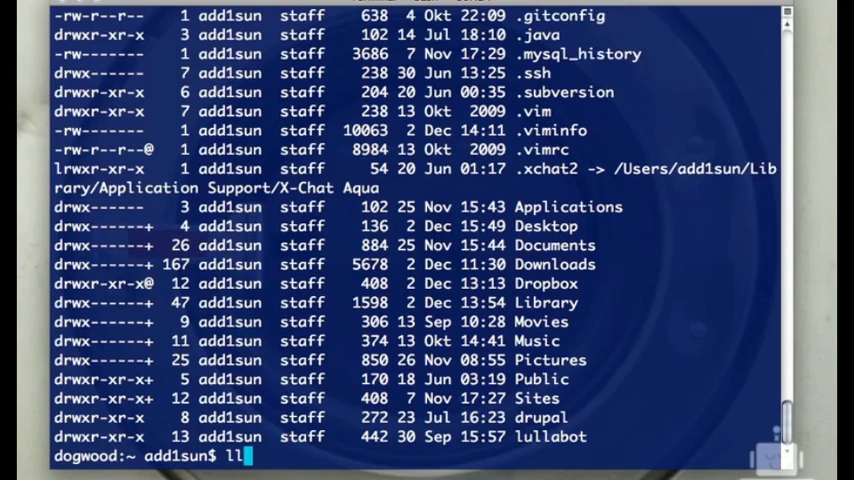 -rw-r--r--   1 add1sun  staff    638  4 Okt 22:09 .gitconfig
drwxr-xr-x   3 add1sun  staff    102 14 Jul 18:10 .java
-rw-------   1 add1sun  staff   3686  7 Nov 17:29 .mysql_history
drwx------   7 add1sun  staff    238 30 Jun 13:25 .ssh
drwxr-xr-x   6 add1sun  staff    204 20 Jun 00:35 .subversion
drwxr-xr-x   7 add1sun  staff    238 13 Okt  2009 .vim
-rw-------   1 add1sun  staff  10063  2 Dec 14:11 .viminfo
-rw-r--r--@  1 add1sun  staff   8984 13 Okt  2009 .vimrc
lrwxr-xr-x   1 add1sun  staff     54 20 Jun 01:17 .xchat2 -> /Users/add1sun/Lib
rary/Application Support/X-Chat Aqua
drwx------   3 add1sun  staff    102 25 Nov 15:43 Applications
drwx------+  4 add1sun  staff    136  2 Dec 15:49 Desktop
drwx------+ 26 add1sun  staff    884 25 Nov 15:44 Documents
drwx------+ 167 add1sun  staff   5678  2 Dec 11:30 Downloads
drwxr-xr-x@ 12 add1sun  staff    408  2 Dec 13:13 Dropbox
drwx------+ 47 add1sun  staff   1598  2 Dec 13:54 Library
drwx------+  9 add1sun  staff    306 13 Sep 10:28 Movies
drwx------+ 11 add1sun  staff    374 13 Okt 14:41 Music
drwx------+ 25 add1sun  staff    850 26 Nov 08:55 Pictures
drwxr-xr-x+  5 add1sun  staff    170 18 Jun 03:19 Public
drwxr-xr-x+ 12 add1sun  staff    408  7 Nov 17:27 Sites
drwxr-xr-x   8 add1sun  staff    272 23 Jul 16:23 drupal
drwxr-xr-x  13 add1sun  staff    442 30 Sep 15:57 lullabot
dogwood:~ add1sun$ ll